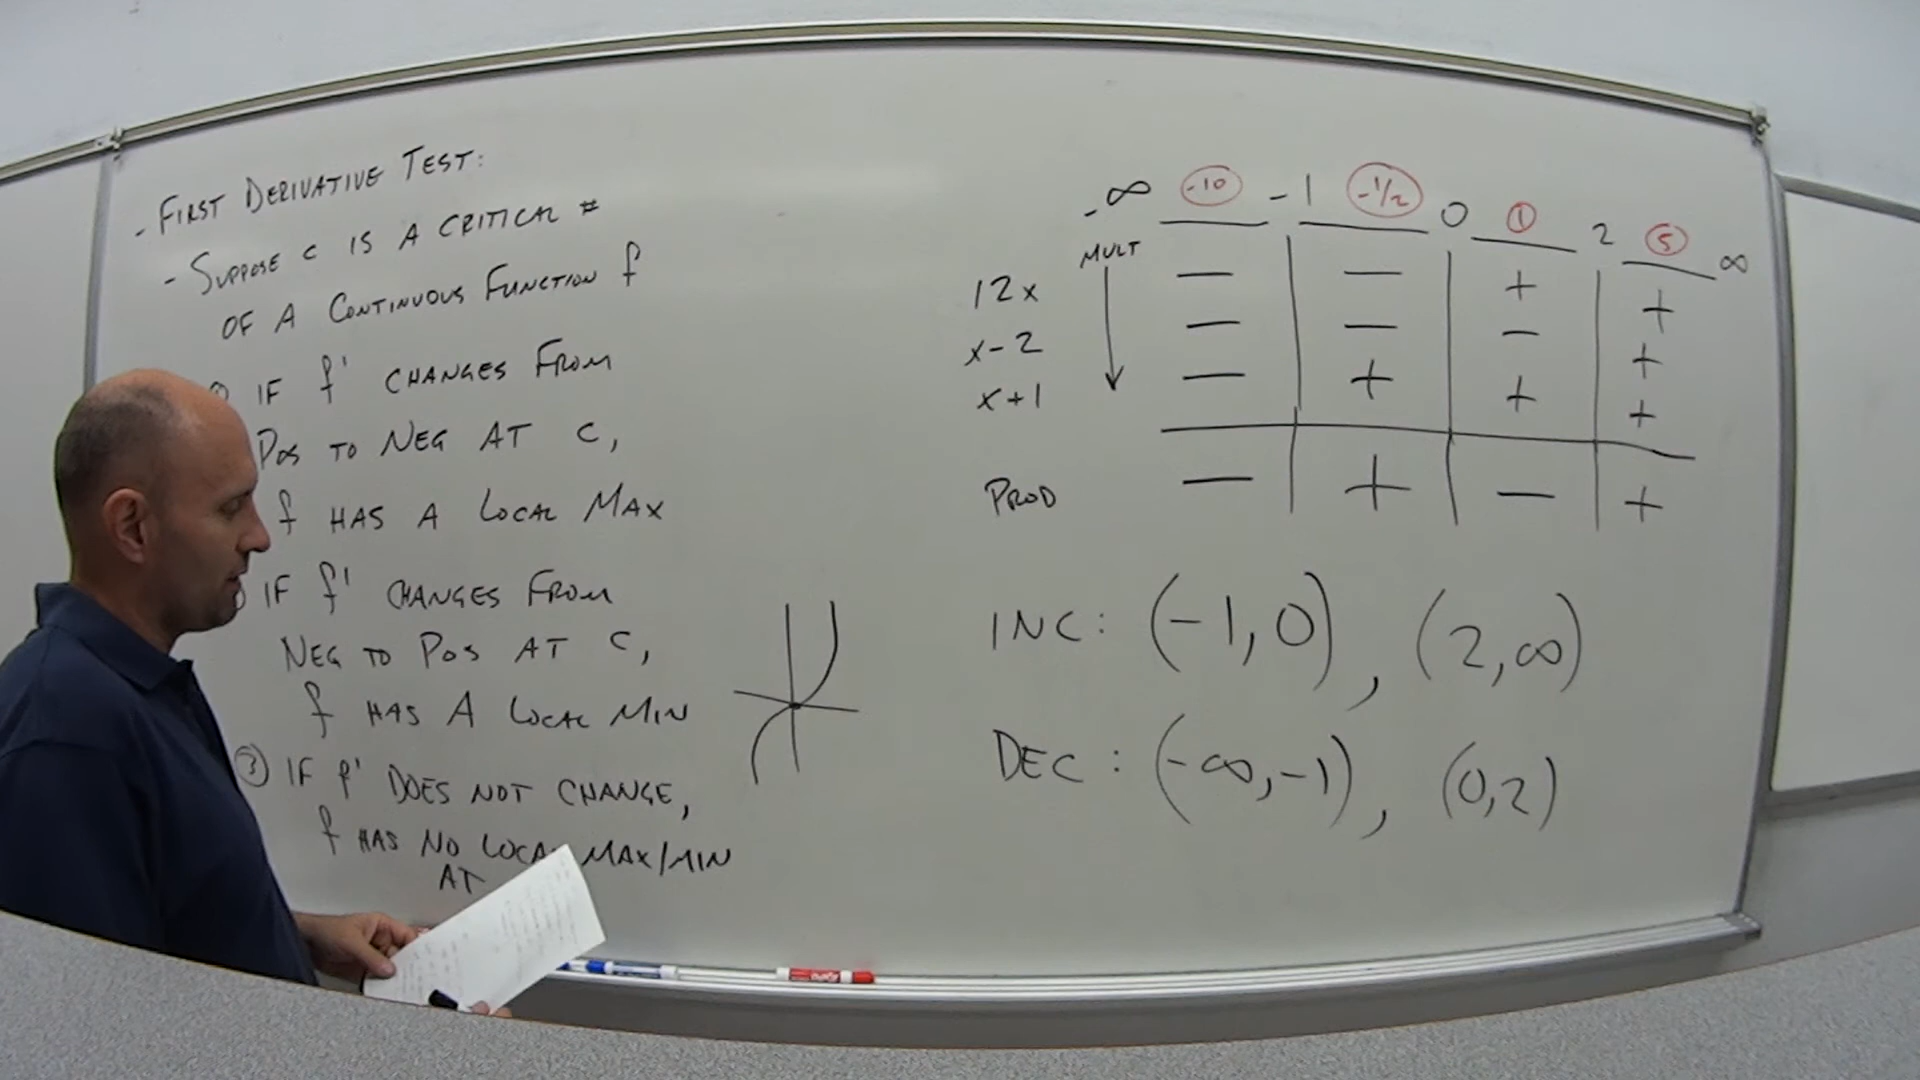 - FIRST DERIVATIVE TEST:
- SUPPOSE C IS A CRITICAL #
OF A CONTINUOUS FUNCTION f
IF f' CHANGES FROM
POS TO NEG AT C,
f HAS A LOCAL MAX
IF f' CHANGES FROM
NEG TO POS AT C,
f HAS A LOCAL MIN
③ IF f' DOES NOT CHANGE,
f HAS NO LOCAL MAX/MIN
AT
-∞ -10 -1 -1/2 0 1 2 5 ∞
MULT
12x — — + +
x-2 — — — +
x+1 — + + +
PROD — + — +
INC: (-1,0), (2,∞)
DEC: (-∞,-1), (0,2)